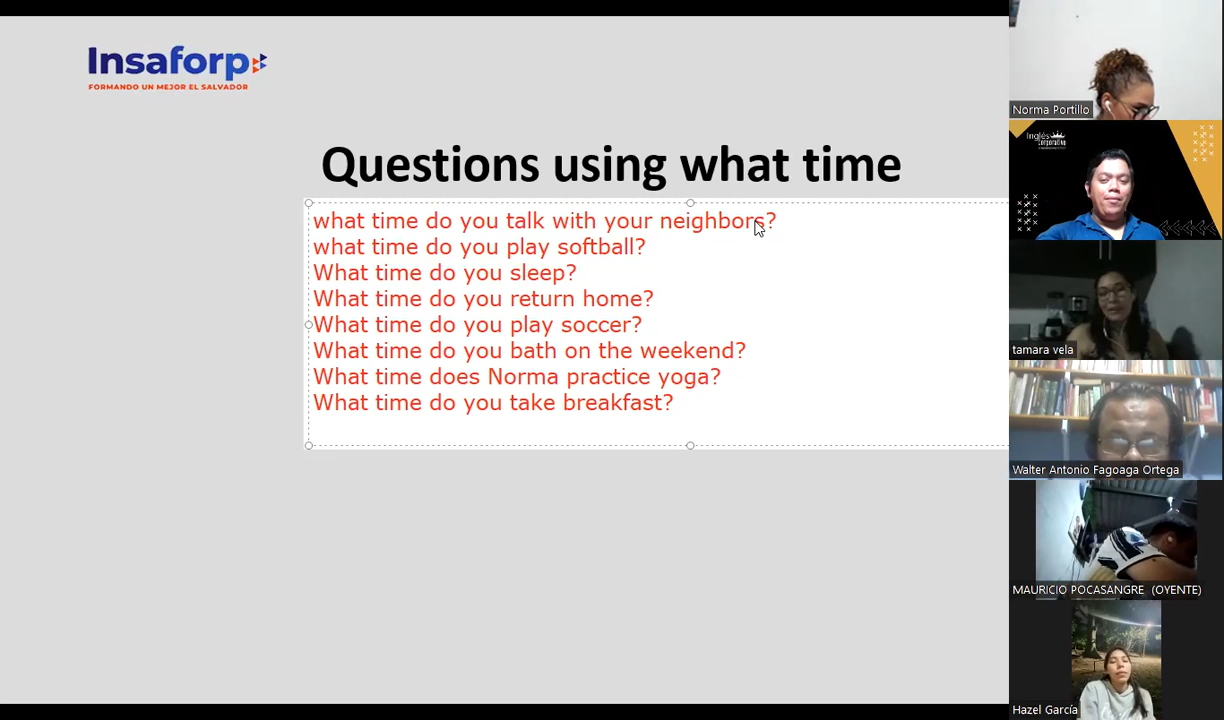 Insaforp
FORMANDO UN MEJOR EL SALVADOR
Questions using what time
what time do you talk with your neighbors?
what time do you play softball?
What time do you sleep?
What time do you return home?
What time do you play soccer?
What time do you bath on the weekend?
What time does Norma practice yoga?
What time do you take breakfast?
Norma Portillo
Inglés
Corporativo
tamara vela
Walter Antonio Fagoaga Ortega
MAURICIO POCASANGRE (OYENTE)
Hazel García